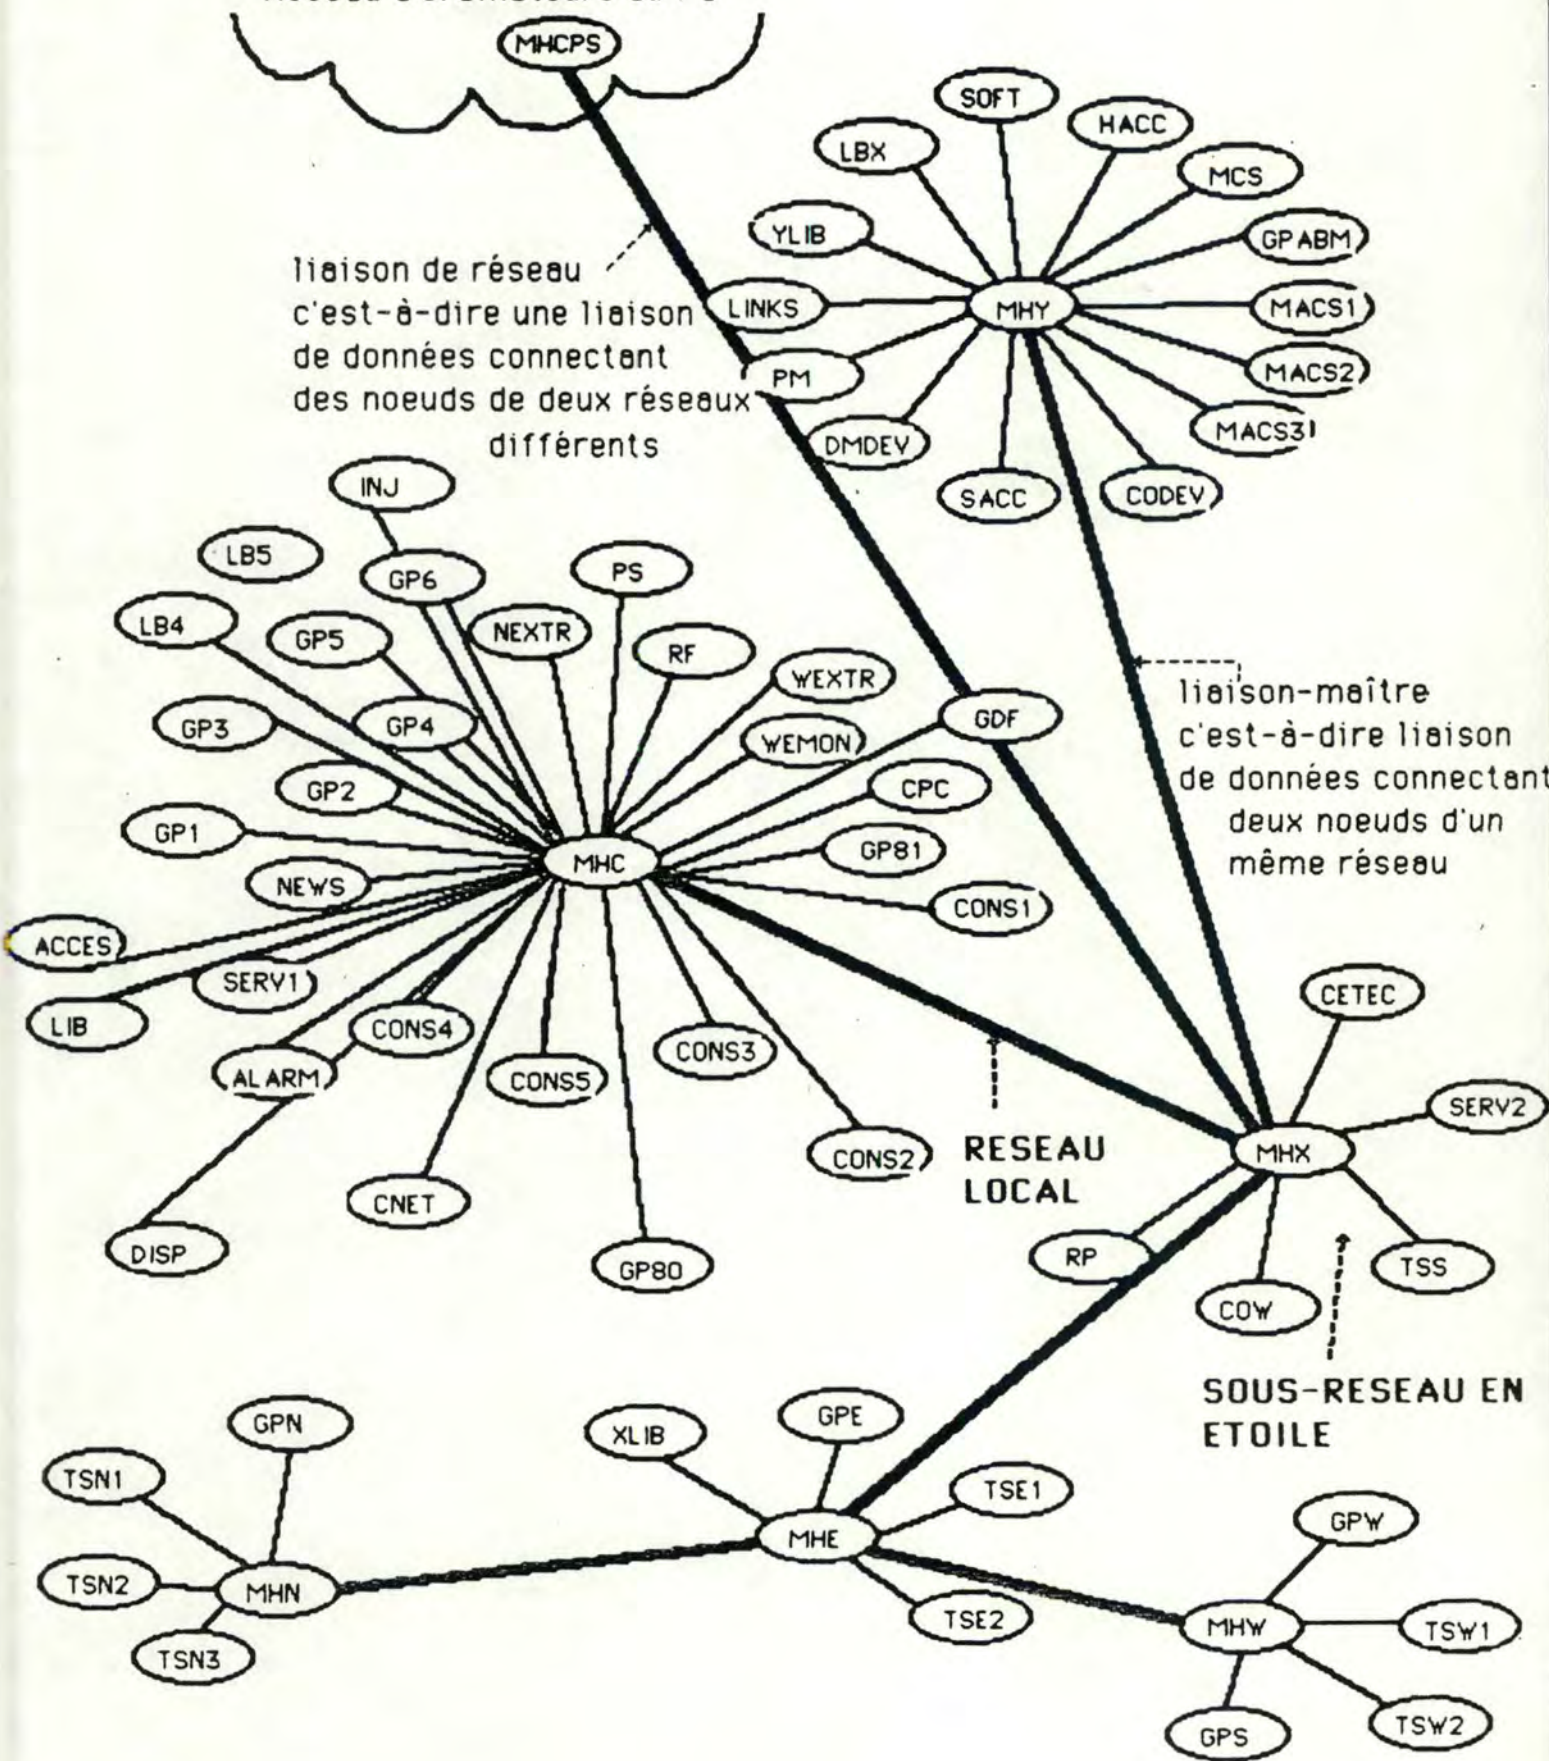 MHCPS
SOFT
HACC
LBX
MCS
YLIB
GPABM
liaison de réseau
c'est-à-dire une liaison
de données connectant
des noeuds de deux réseaux
différents
LINKS
MHY
MACS1
PM
MACS2
DMDEV
MACS3
SACC
CODEV
INJ
LB5
GP6
PS
LB4
GP5
NEXTR
RF
WEXTR
GP3
GP4
WEMON
GDF
liaison-maître
c'est-à-dire liaison
de données connectant
deux noeuds d'un
même réseau
GP2
CPC
GP1
MHC
GP81
NEWS
CONS1
ACCES
SERV1
LIB
CONS4
CONS3
CETEC
ALARM
CONS5
SERV2
CONS2
RESEAU
LOCAL
MHX
CNET
DISP
GP80
RP
TSS
COW
SOUS-RESEAU EN
ETOILE
GPN
XLIB
GPE
TSN1
TSE1
GPW
MHE
TSN2
MHN
TSE2
MHW
TSW1
TSN3
GPS
TSW2